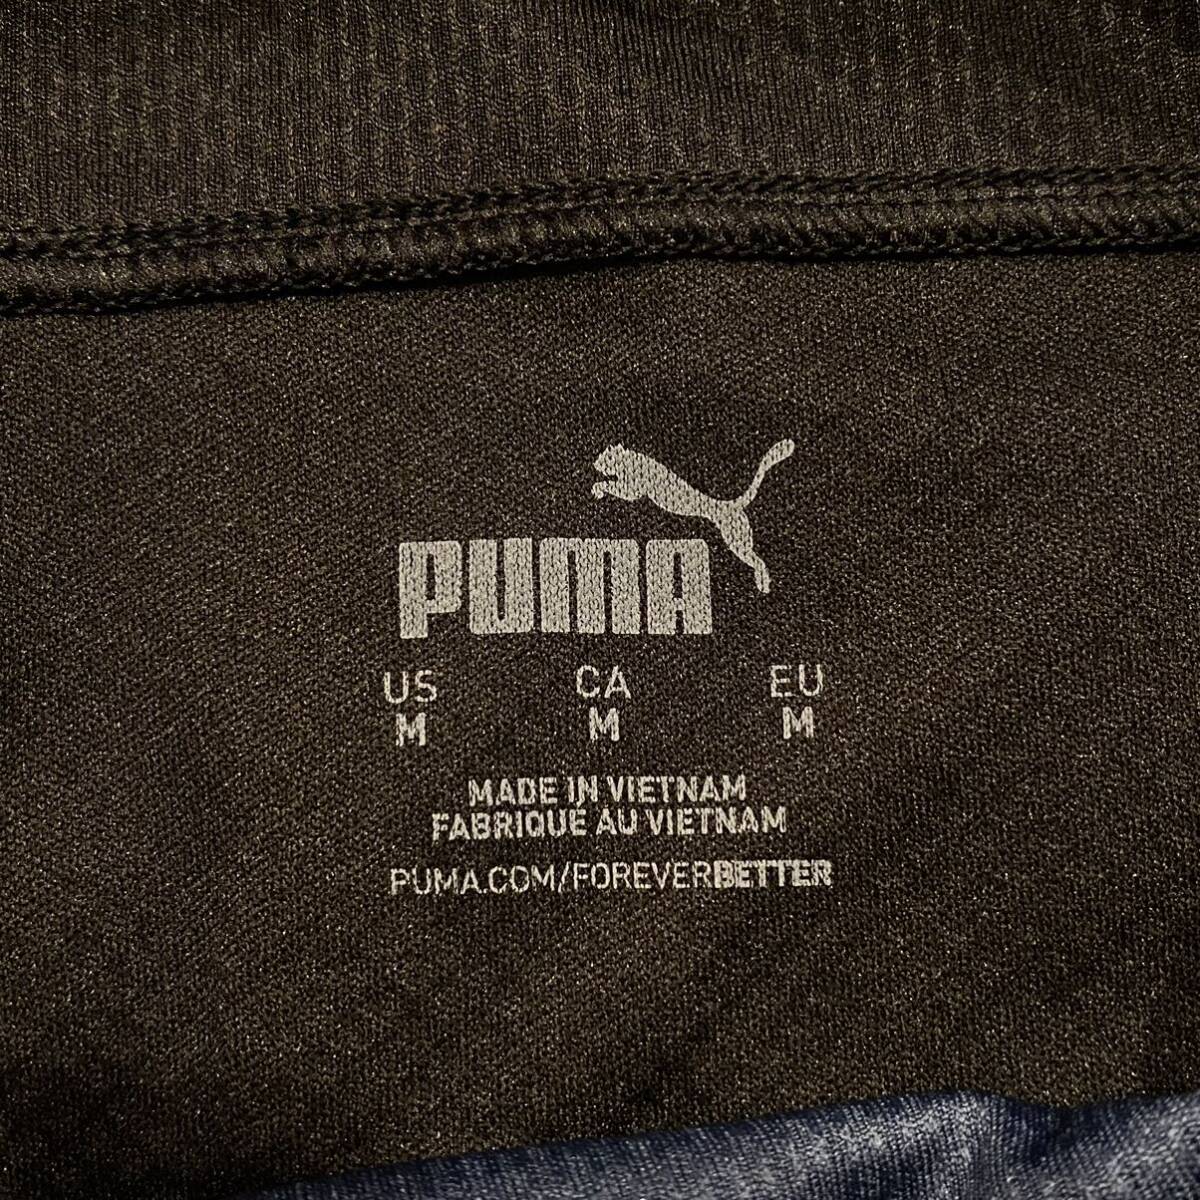 PUMA
US CA EU
M M M
MADE IN VIETNAM
FABRIQUÉ AU VIETNAM
PUMA.COM/FOREVERBETTER